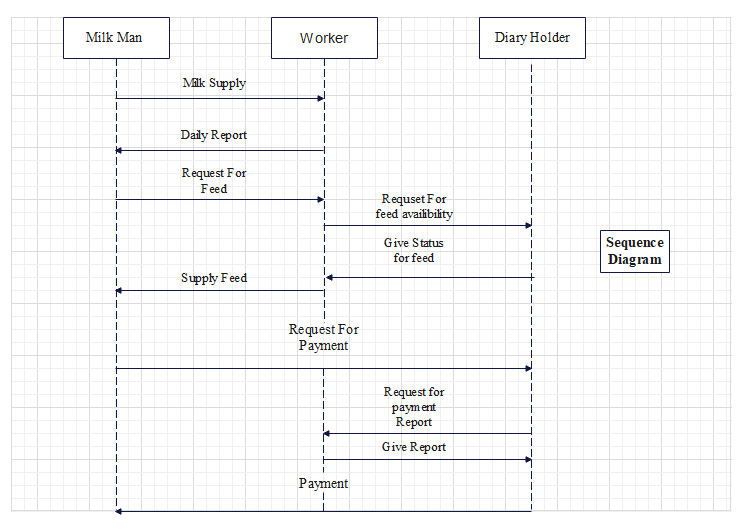 Milk Man
Worker
Diary Holder
Milk Supply
Daily Report
Request For
Feed
Requset For
feed availibility
Give Status
for feed
Sequence
Diagram
Supply Feed
Request For
Payment
Request for
payment
Report
Give Report
Payment